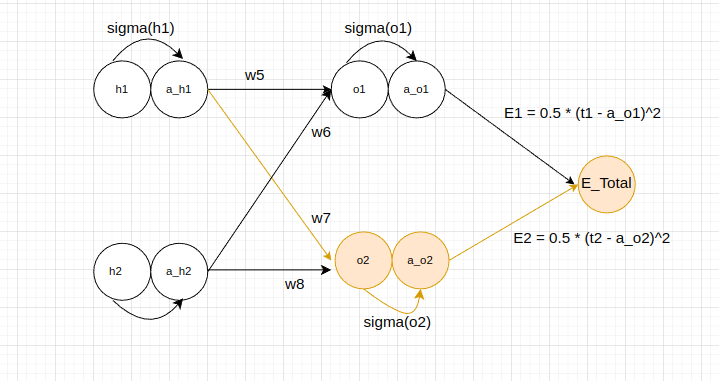 sigma(h1)
sigma(o1)
h1
a_h1
w5
o1
a_o1
E1 = 0.5 * (t1 - a_o1)^2
w6
E_Total
w7
E2 = 0.5 * (t2 - a_o2)^2
h2
a_h2
w8
o2
a_o2
sigma(o2)